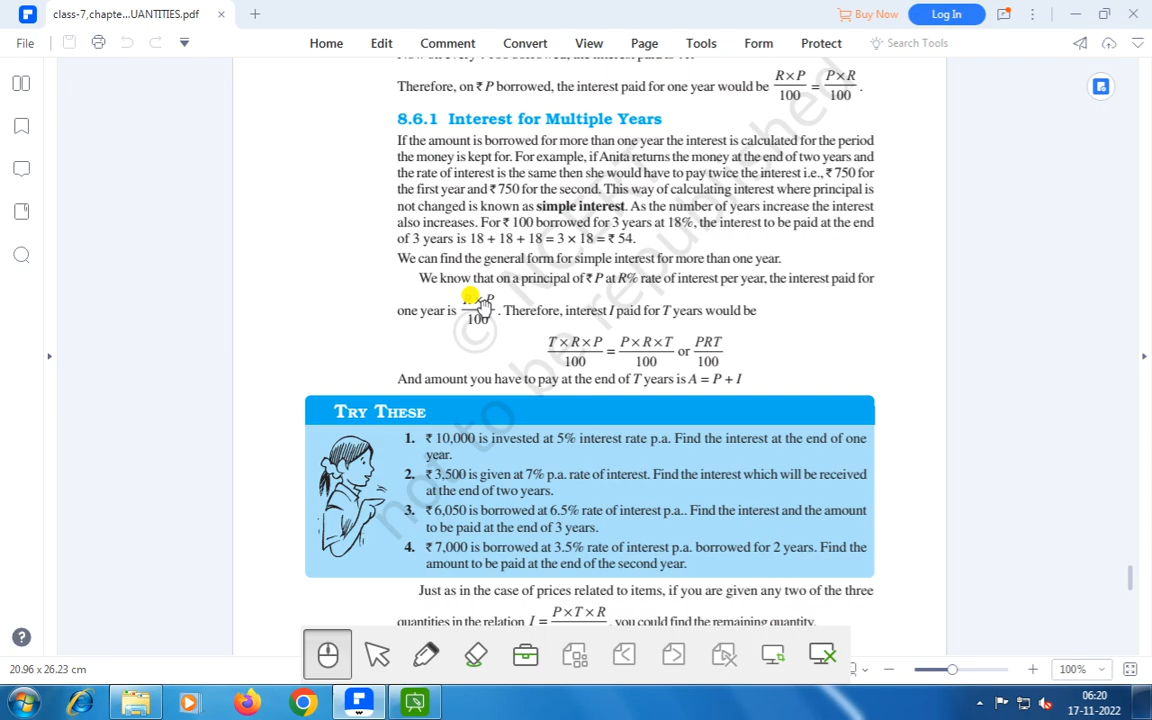 class-7,chapte...UANTITIES.pdf
Buy Now
Log In
File
Home
Edit
Comment
Convert
View
Page
Tools
Form
Protect
Search Tools
Therefore, on ₹ P borrowed, the interest paid for one year would be R×P/100 = P×R/100 .
8.6.1 Interest for Multiple Years
If the amount is borrowed for more than one year the interest is calculated for the period
the money is kept for. For example, if Anita returns the money at the end of two years and
the rate of interest is the same then she would have to pay twice the interest i.e., ₹ 750 for
the first year and ₹ 750 for the second. This way of calculating interest where principal is
not changed is known as simple interest. As the number of years increase the interest
also increases. For ₹ 100 borrowed for 3 years at 18%, the interest to be paid at the end
of 3 years is 18 + 18 + 18 = 3 × 18 = ₹ 54.
We can find the general form for simple interest for more than one year.
We know that on a principal of ₹ P at R% rate of interest per year, the interest paid for
one year is × P/100 . Therefore, interest I paid for T years would be
T × R × P/100 = P × R × T/100 or PRT/100
And amount you have to pay at the end of T years is A = P + I
TRY THESE
1. ₹ 10,000 is invested at 5% interest rate p.a. Find the interest at the end of one
year.
2. ₹ 3,500 is given at 7% p.a. rate of interest. Find the interest which will be received
at the end of two years.
3. ₹ 6,050 is borrowed at 6.5% rate of interest p.a.. Find the interest and the amount
to be paid at the end of 3 years.
4. ₹ 7,000 is borrowed at 3.5% rate of interest p.a. borrowed for 2 years. Find the
amount to be paid at the end of the second year.
Just as in the case of prices related to items, if you are given any two of the three
quantities in the relation I = P × T × R , you could find the remaining quantity.
© NCERT
not to be republished
20.96 x 26.23 cm
100%
06:20
17-11-2022